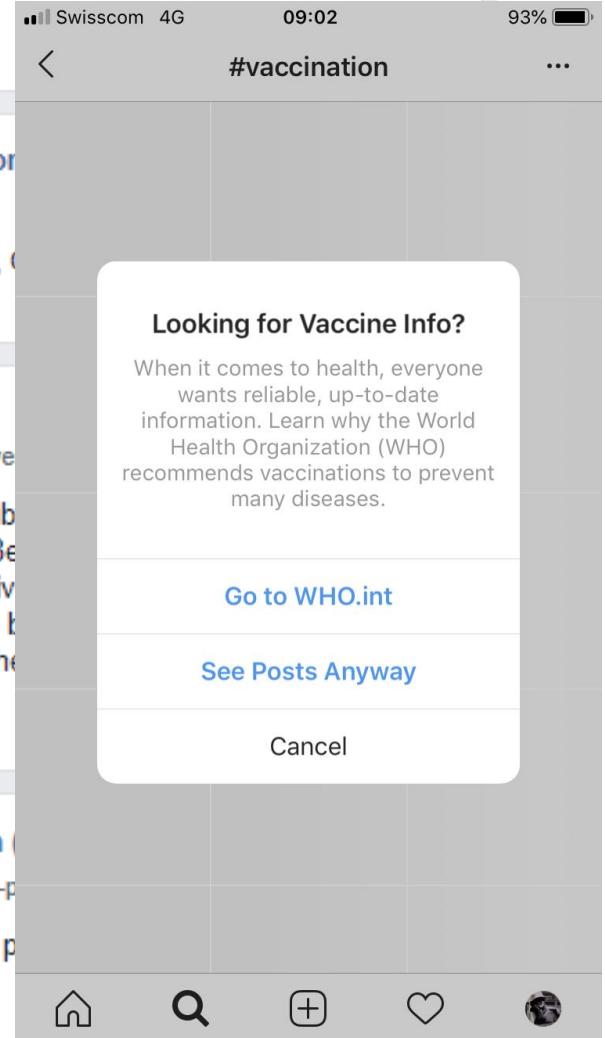 Swisscom 4G 09:02 93%
#vaccination
Looking for Vaccine Info?
When it comes to health, everyone
wants reliable, up-to-date
information. Learn why the World
Health Organization (WHO)
recommends vaccinations to prevent
many diseases.
Go to WHO.int
See Posts Anyway
Cancel